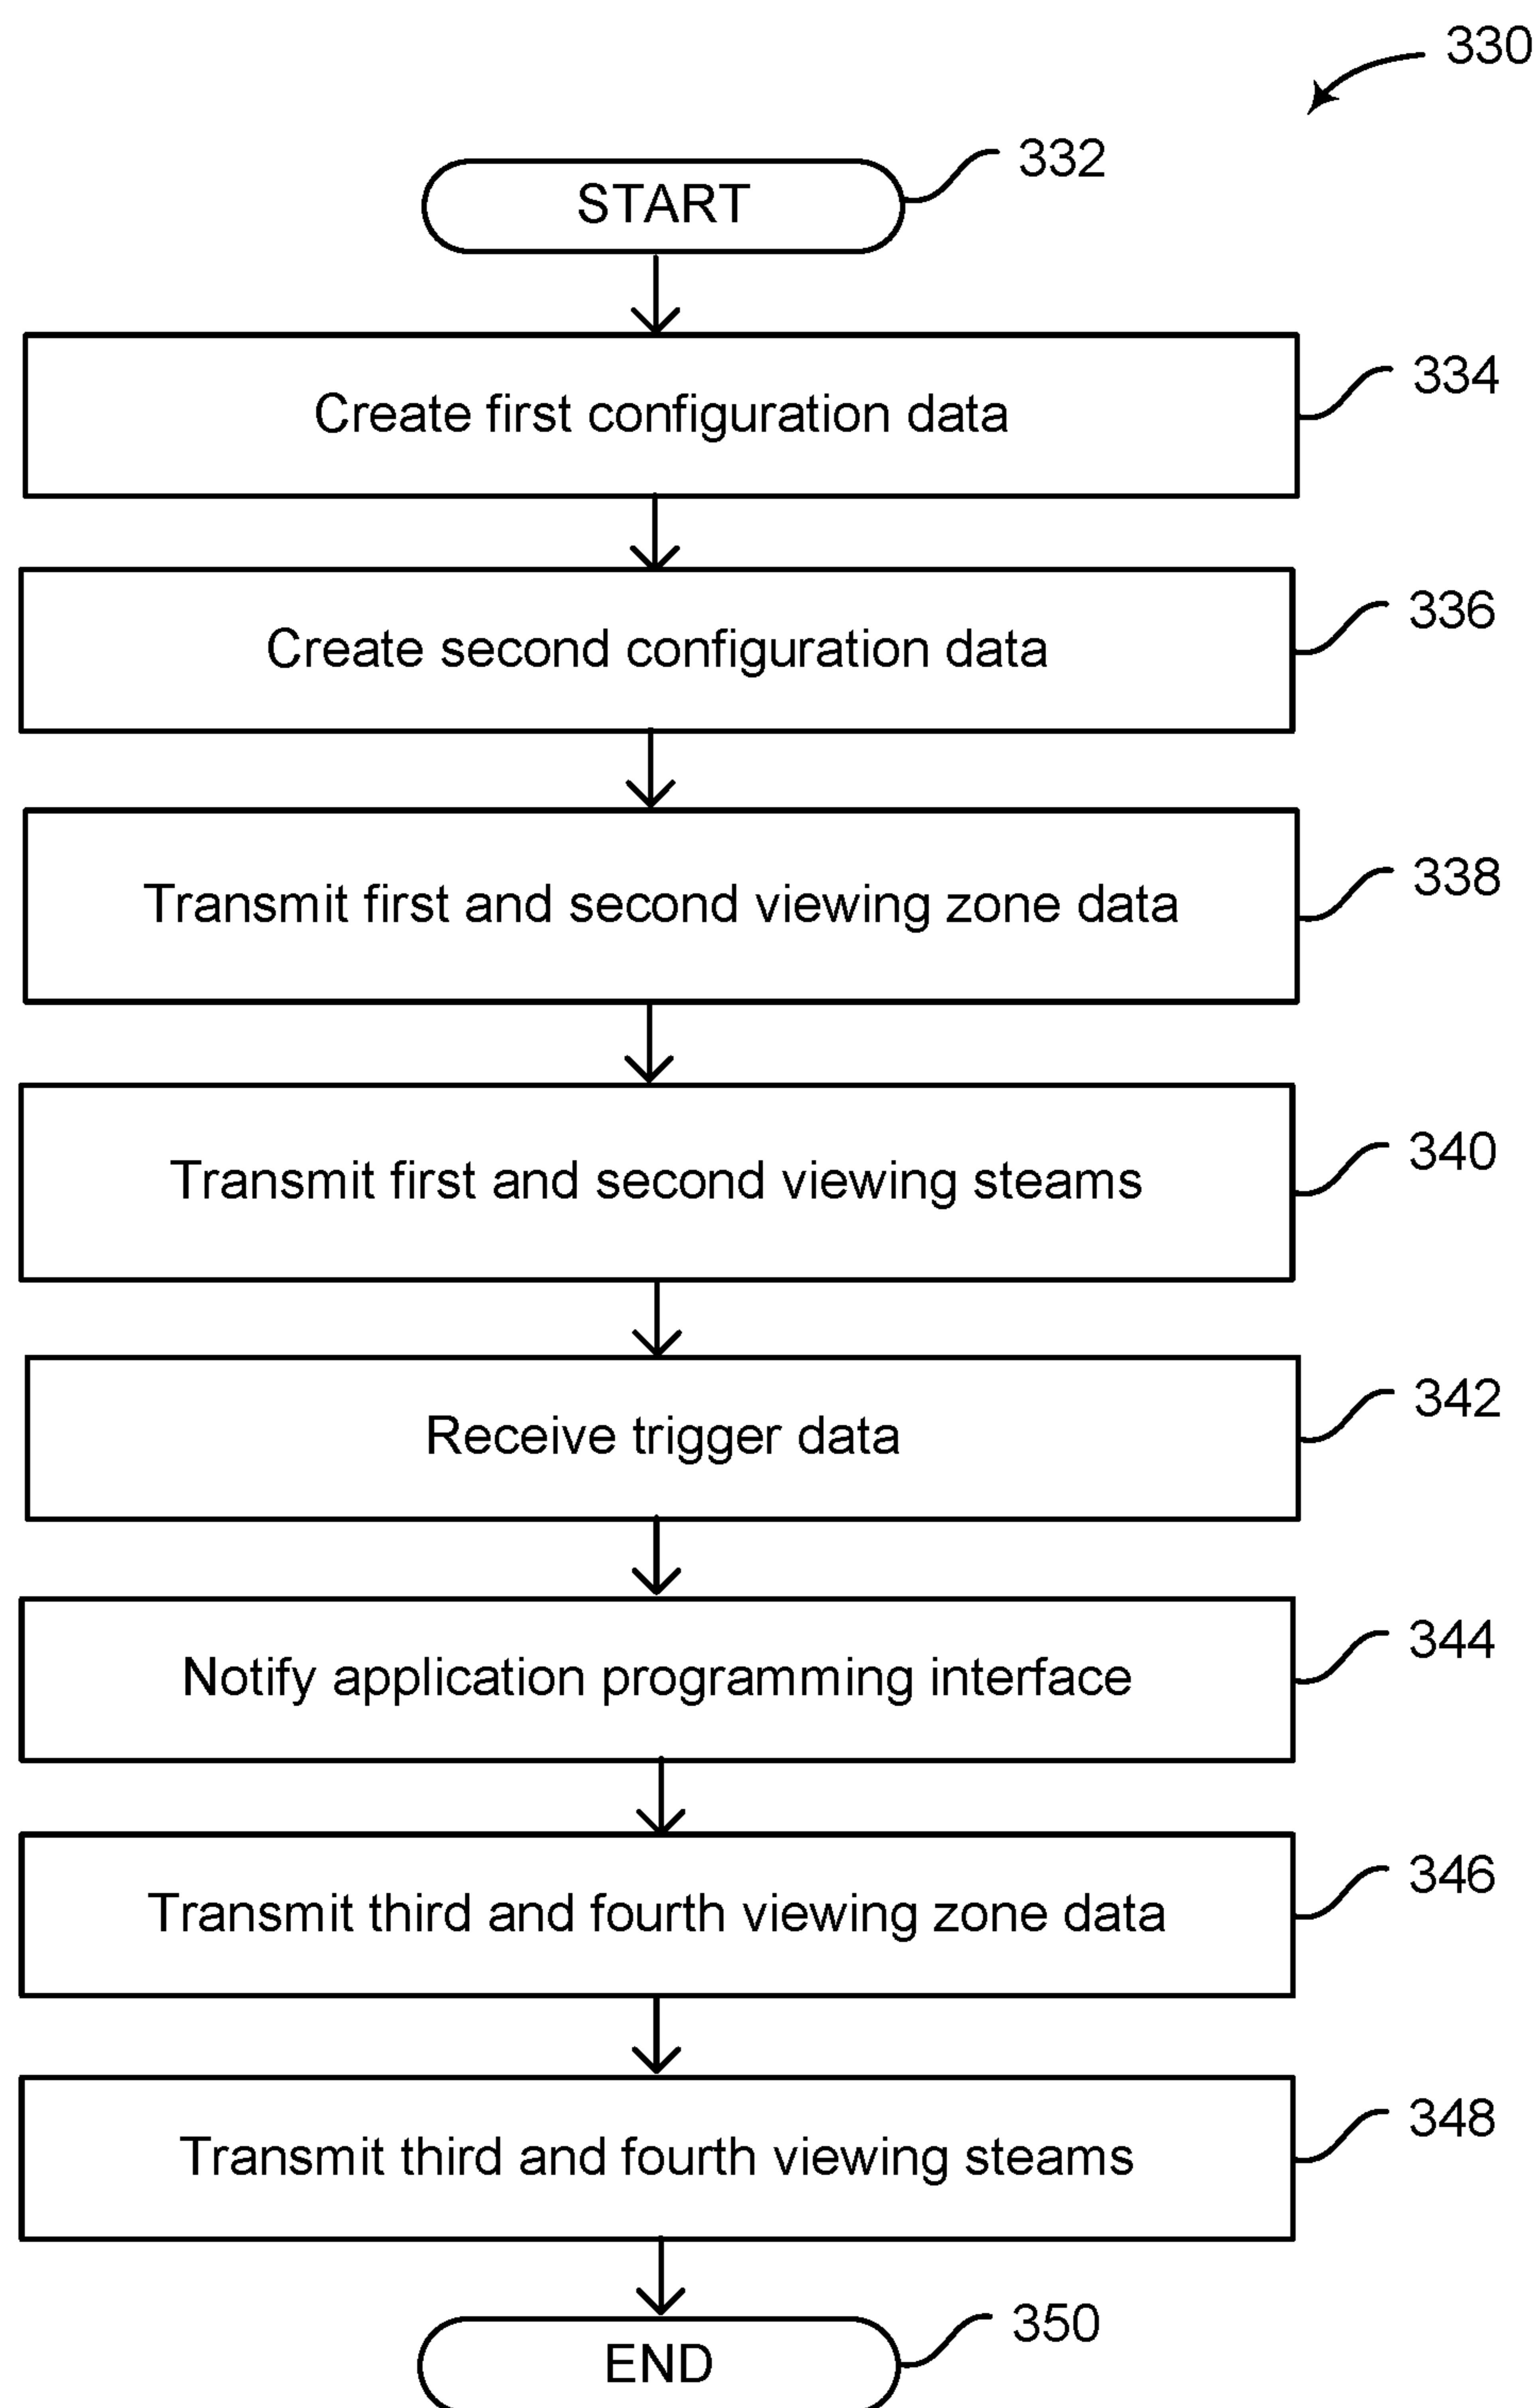 330
START
332
Create first configuration data
334
Create second configuration data
336
Transmit first and second viewing zone data
338
Transmit first and second viewing steams
340
Receive trigger data
342
Notify application programming interface
344
Transmit third and fourth viewing zone data
346
Transmit third and fourth viewing steams
348
END
350